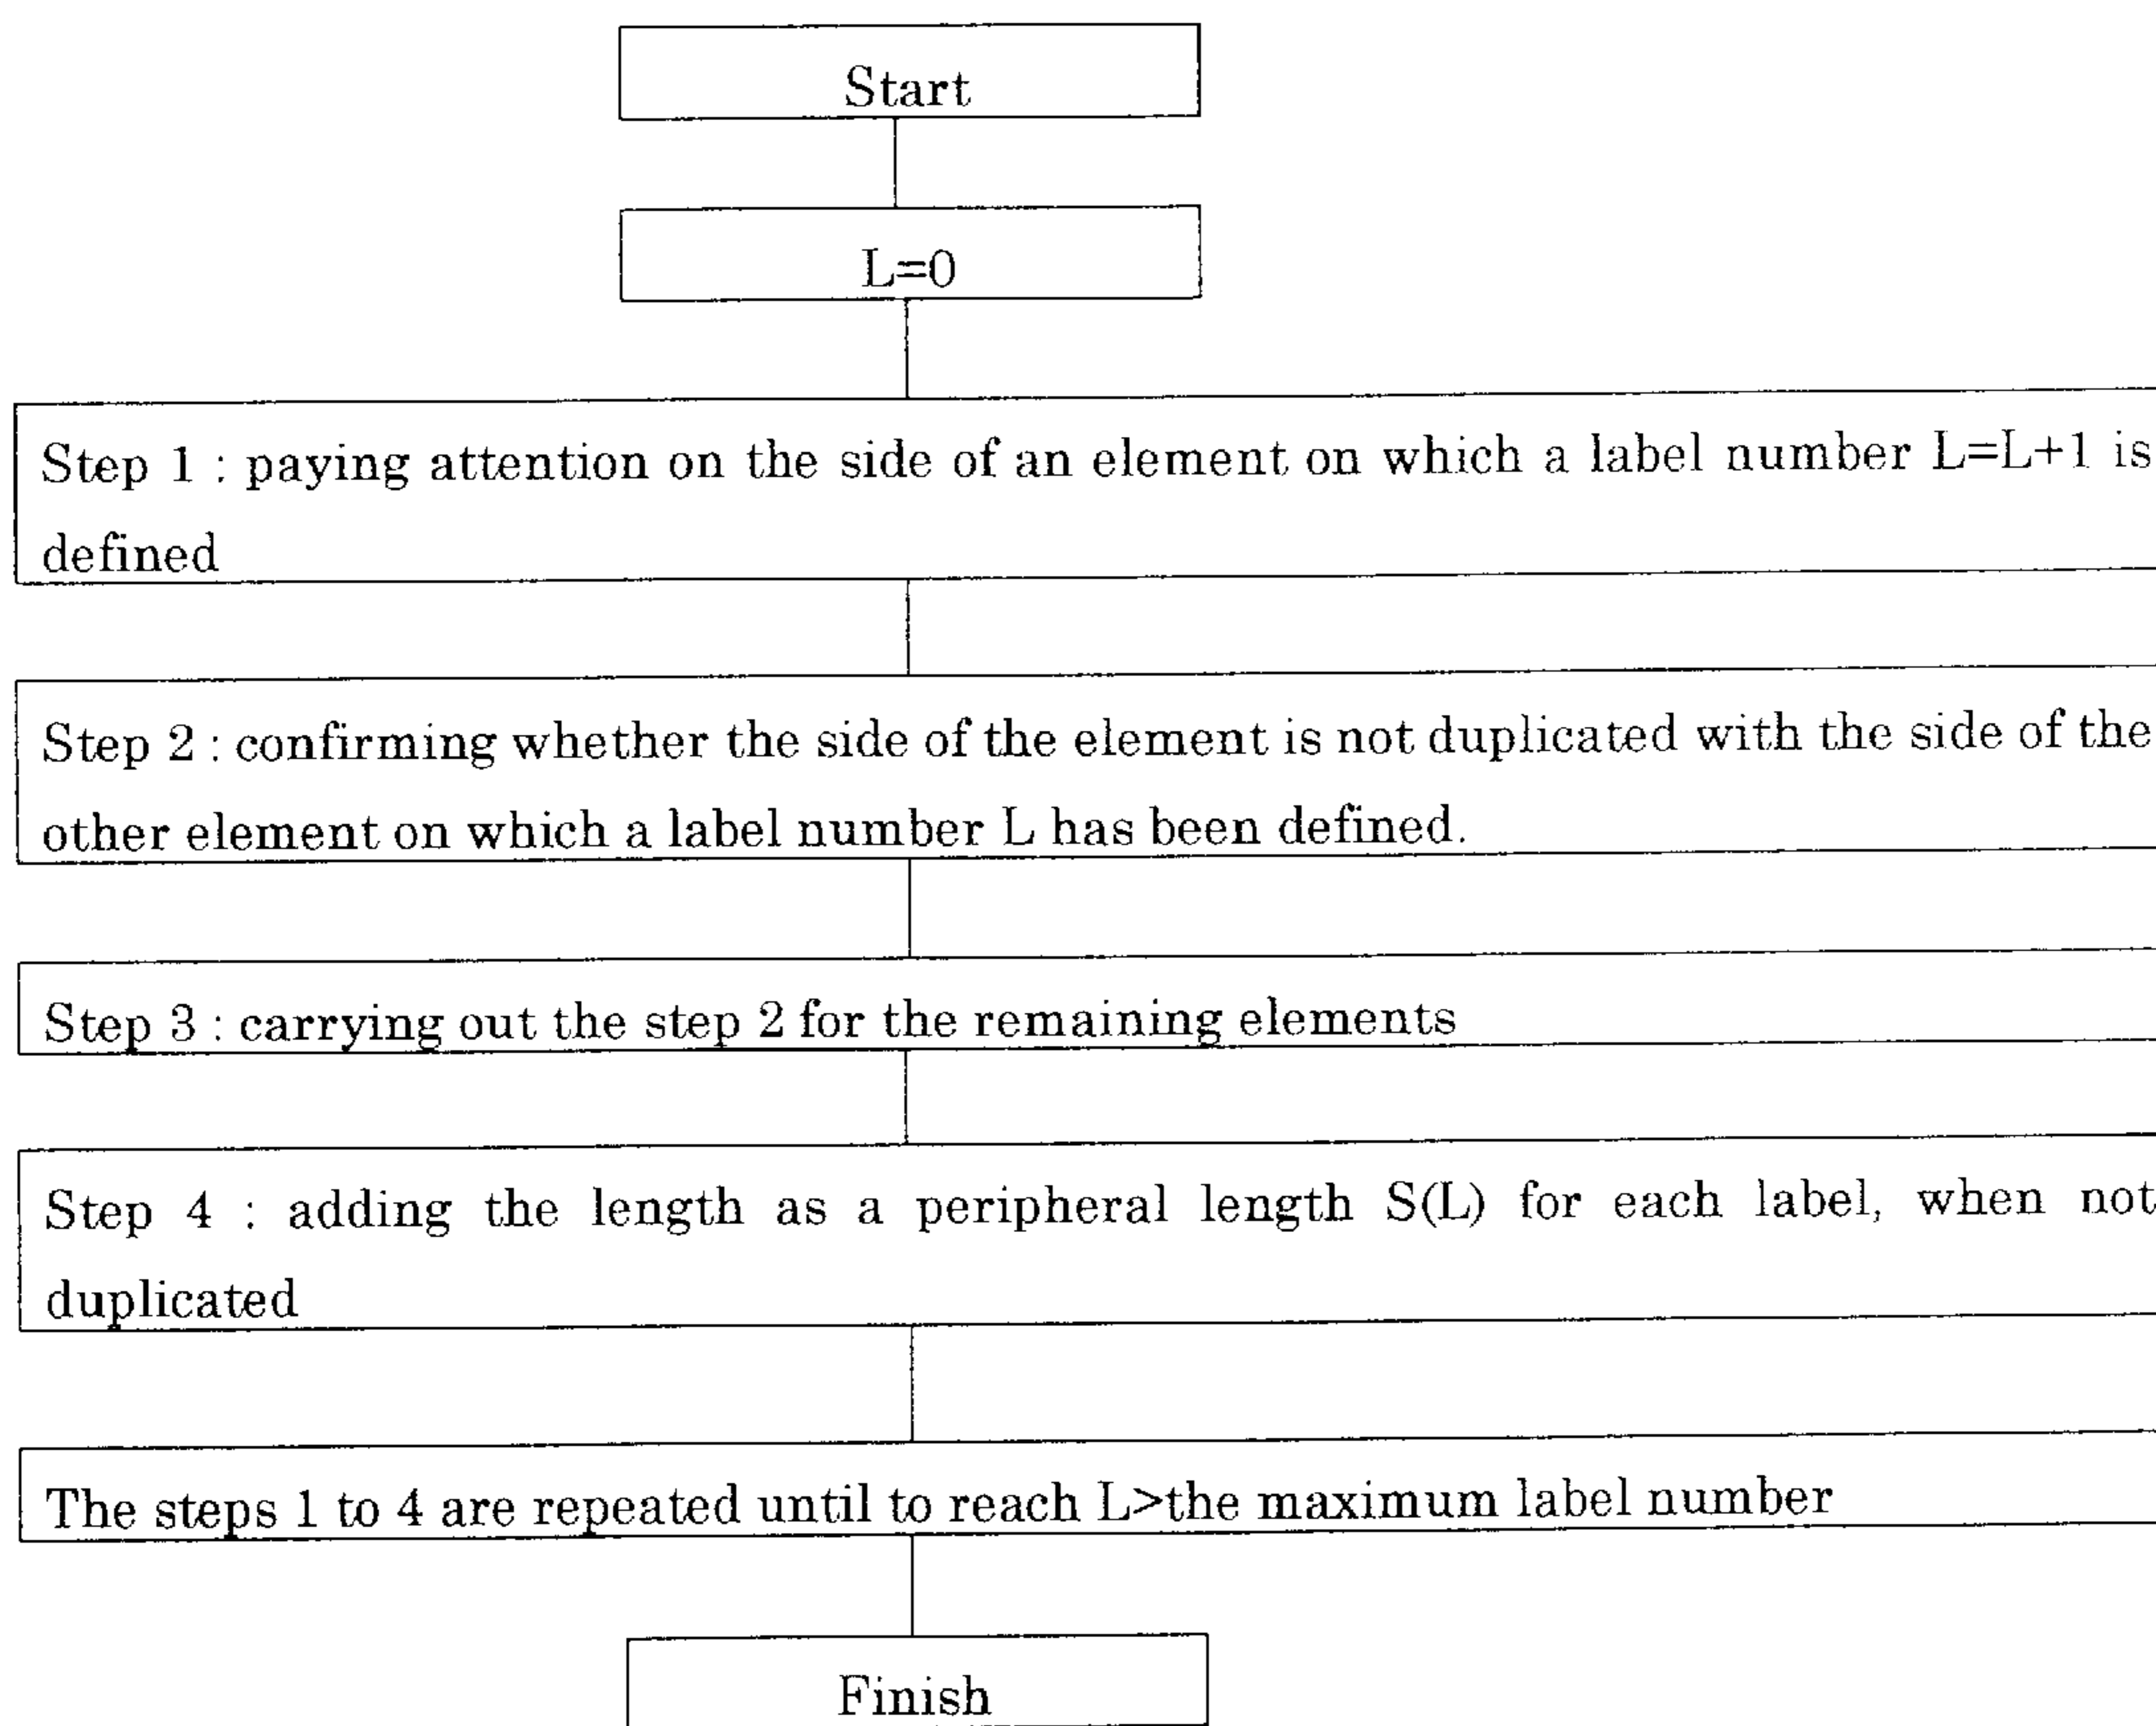 Start
L=0
Step 1 : paying attention on the side of an element on which a label number L=L+1 is
defined
Step 2 : confirming whether the side of the element is not duplicated with the side of the
other element on which a label number L has been defined.
Step 3 : carrying out the step 2 for the remaining elements
Step 4 : adding the length as a peripheral length S(L) for each label, when not
duplicated
The steps 1 to 4 are repeated until to reach L>the maximum label number
Finish